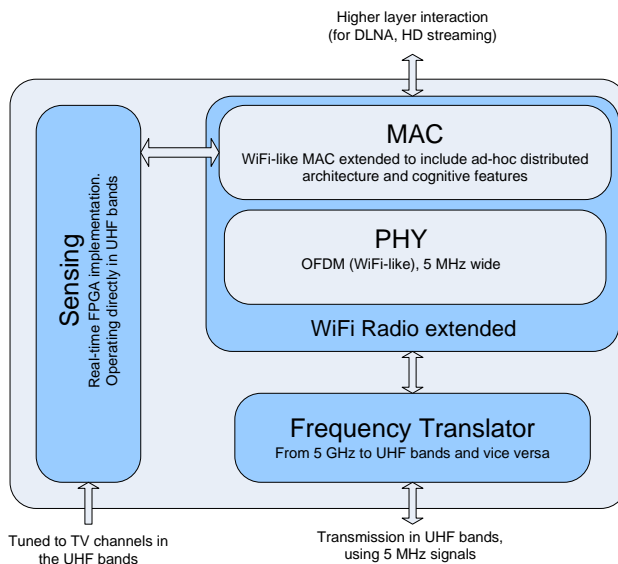 Higher layer interaction
(for DLNA, HD streaming)
MAC
WiFi-like MAC extended to include ad-hoc distributed
architecture and cognitive features
PHY
OFDM (WiFi-like), 5 MHz wide
WiFi Radio extended
Sensing
Real-time FPGA implementation.
Operating directly in UHF bands
Frequency Translator
From 5 GHz to UHF bands and vice versa
Tuned to TV channels in
the UHF bands
Transmission in UHF bands,
using 5 MHz signals